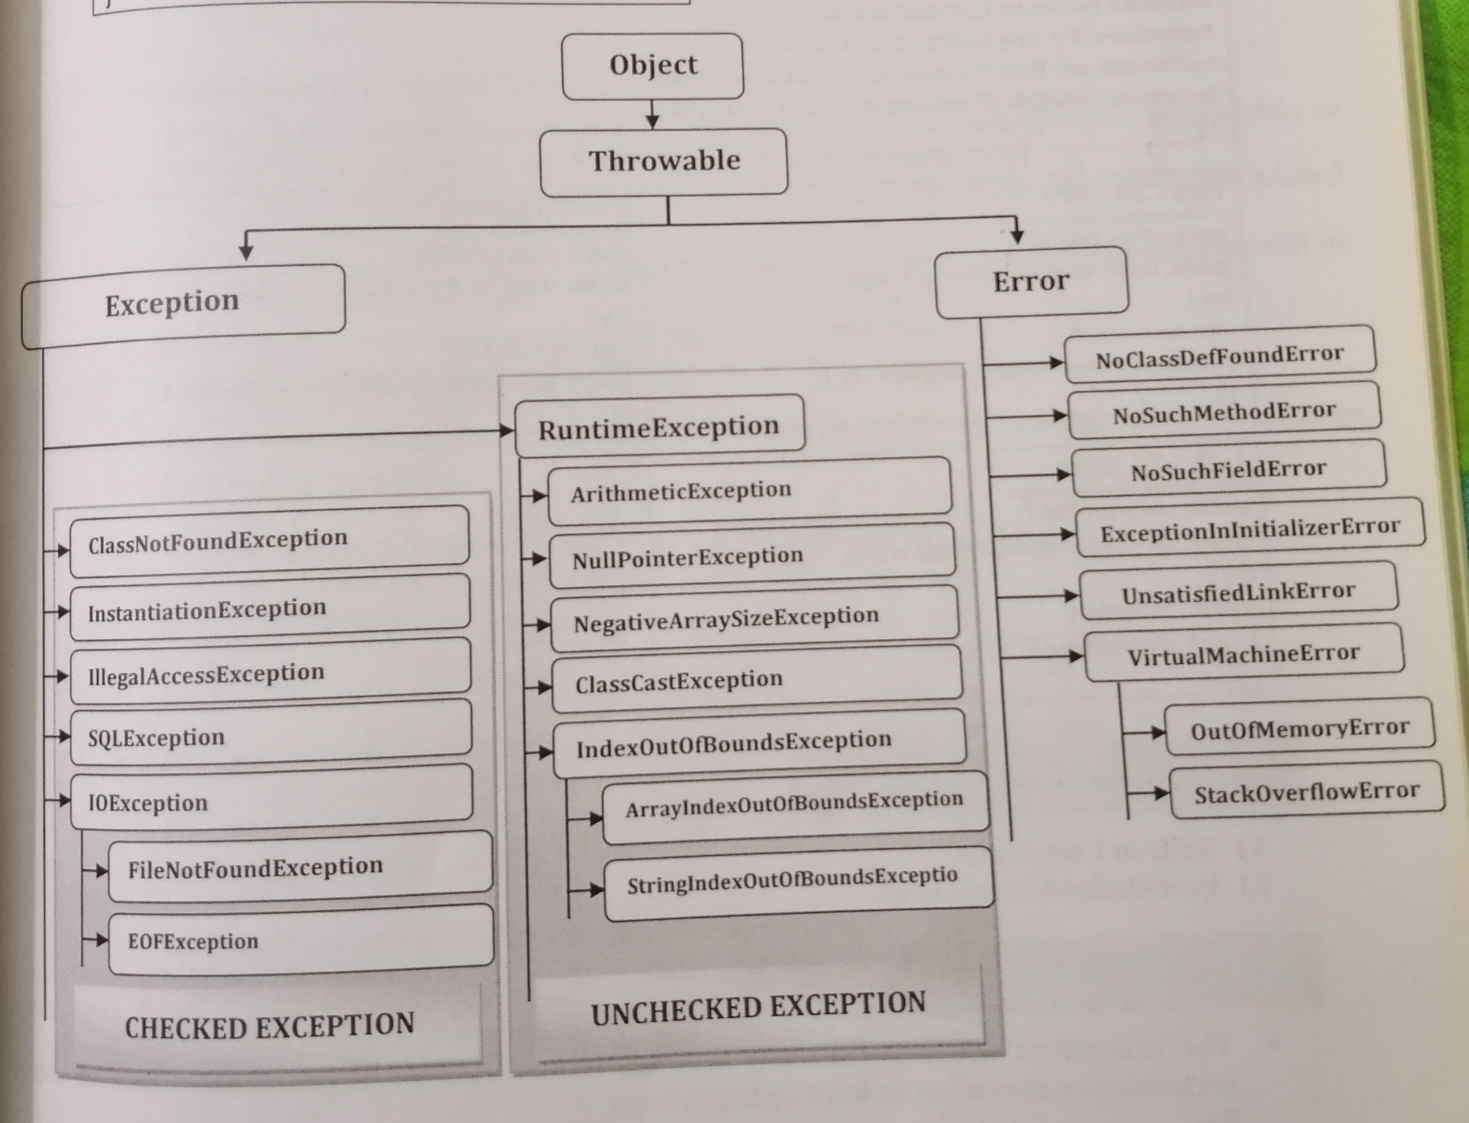 Object
Throwable
Exception
Error
RuntimeException
ClassNotFoundException
InstantiationException
IllegalAccessException
SQLException
IOException
FileNotFoundException
EOFException
CHECKED EXCEPTION
ArithmeticException
NullPointerException
NegativeArraySizeException
ClassCastException
IndexOutOfBoundsException
ArrayIndexOutOfBoundsException
StringIndexOutOfBoundsExceptio
UNCHECKED EXCEPTION
NoClassDefFoundError
NoSuchMethodError
NoSuchFieldError
ExceptionInInitializerError
UnsatisfiedLinkError
VirtualMachineError
OutOfMemoryError
StackOverflowError